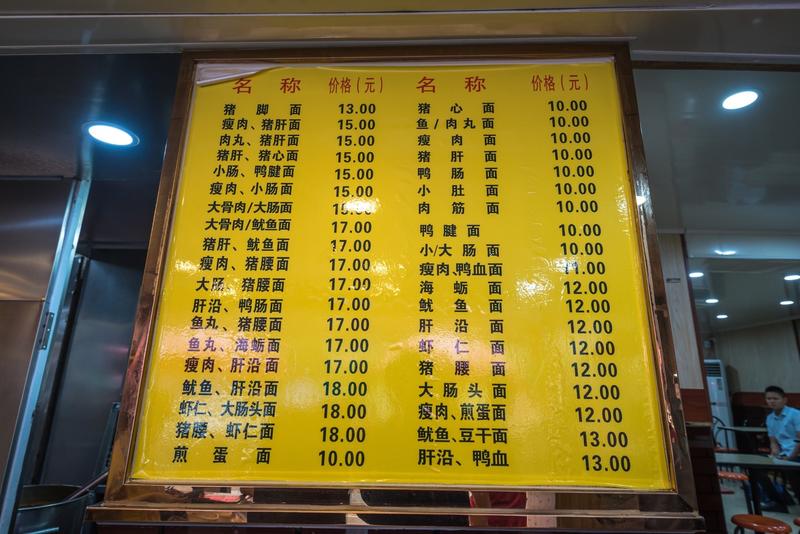 名 称 价格（元）
猪 脚 面 13.00
瘦肉、猪肝面 15.00
肉丸、猪肝面 15.00
猪肝、猪心面 15.00
小肠、鸭腱面 15.00
瘦肉、小肠面 15.00
大骨肉/大肠面 15.00
大骨肉/鱿鱼面 17.00
猪肝、鱿鱼面 17.00
瘦肉、猪腰面 17.00
大肠、猪腰面 17.00
肝沿、鸭肠面 17.00
鱼丸、猪腰面 17.00
鱼丸、海蛎面 17.00
瘦肉、肝沿面 17.00
鱿鱼、肝沿面 18.00
虾仁、大肠头面 18.00
猪腰、虾仁面 18.00
煎 蛋 面 10.00
名 称 价格（元）
猪 心 面 10.00
鱼/肉丸面 10.00
瘦 肉 面 10.00
猪 肝 面 10.00
鸭 肠 面 10.00
小 肚 面 10.00
肉 筋 面 10.00
鸭 腱 面 10.00
小/大 肠 面 10.00
瘦肉、鸭血面 11.00
海 蛎 面 12.00
鱿 鱼 面 12.00
肝 沿 面 12.00
虾 仁 面 12.00
猪 腰 面 12.00
大 肠 头 面 12.00
瘦肉、煎蛋面 12.00
鱿鱼、豆干面 13.00
肝沿、鸭血 13.00